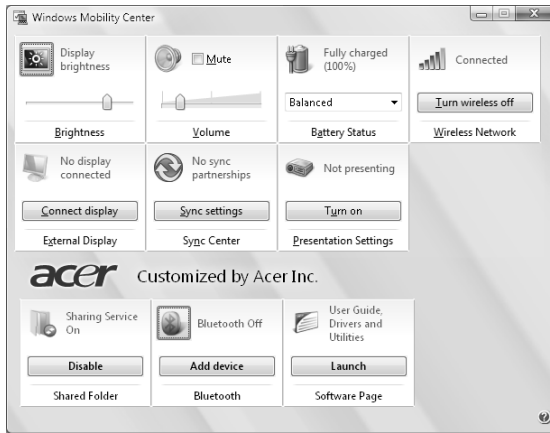 Windows Mobility Center
Display
brightness
Brightness
Mute
Volume
Fully charged
(100%)
Balanced
Battery Status
Connected
Turn wireless off
Wireless Network
No display
connected
Connect display
External Display
No sync
partnerships
Sync settings
Sync Center
Not presenting
Turn on
Presentation Settings
acer Customized by Acer Inc.
Sharing Service
On
Disable
Shared Folder
Bluetooth Off
Add device
Bluetooth
User Guide,
Drivers and
Utilities
Launch
Software Page